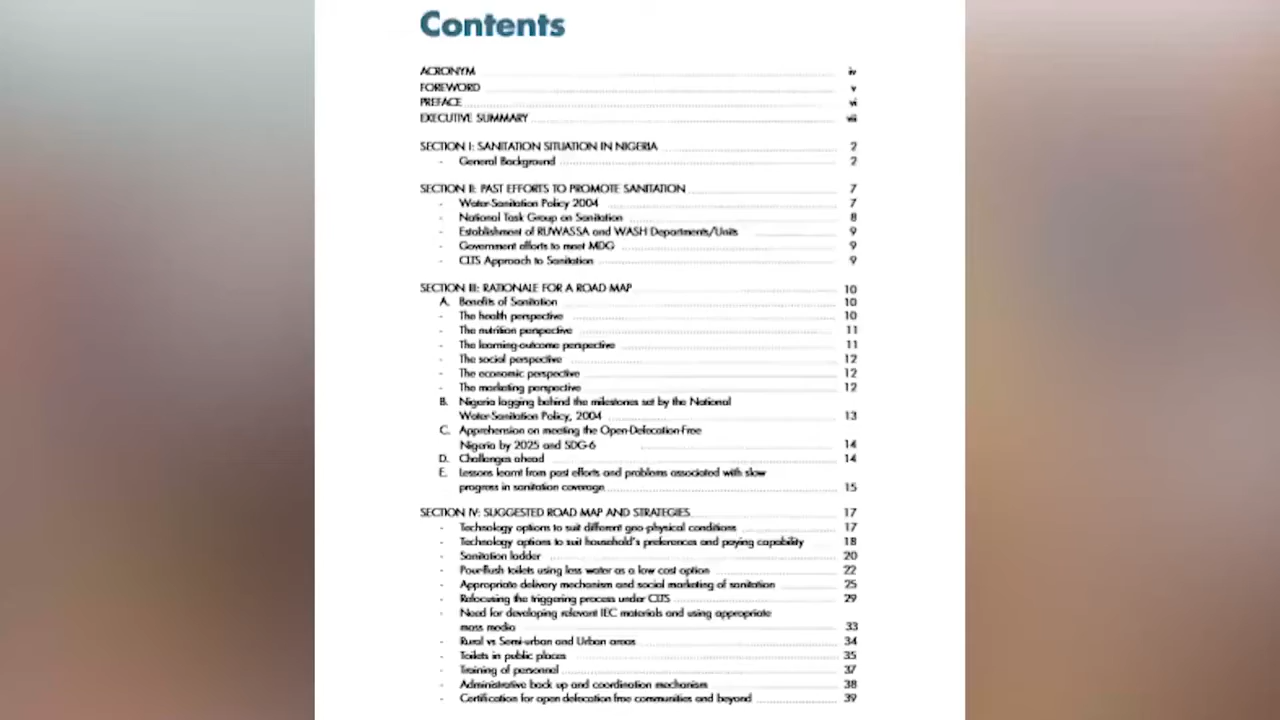 Contents
ACRONYM iv
FOREWORD v
PREFACE vi
EXECUTIVE SUMMARY
SECTION I: SANITATION SITUATION IN NIGERIA 2
- General Background 2
SECTION II: PAST EFFORTS TO PROMOTE SANITATION 7
- Water-Sanitation Policy 2004 7
- National Task Group on Sanitation 8
- Establishment of RUWASSA and WASH Departments/Units 9
- Government efforts to meet MDG 9
- CLTS Approach to Sanitation 9
SECTION III: RATIONALE FOR A ROAD MAP 10
A. Benefits of Sanitation 10
- The health perspective 10
- The nutrition perspective 11
- The learning-outcome perspective 11
- The social perspective 12
- The economic perspective 12
- The marketing perspective 12
B. Nigeria lagging behind the milestones set by the National
Water-Sanitation Policy, 2004 13
C. Apprehension on meeting the Open-Defecation-Free
Nigeria by 2025 and SDG-6 14
D. Challenges ahead 14
E. Lessons learnt from past efforts and problems associated with slow
progress in sanitation coverage 15
SECTION IV: SUGGESTED ROAD MAP AND STRATEGIES 17
- Technology options to suit different geo-physical conditions 17
- Technology options to suit household's preferences and paying capability 18
- Sanitation ladder 20
- Pour-flush toilets using less water as a low cost option 22
- Appropriate delivery mechanism and social marketing of sanitation 25
- Refocusing the triggering process under CLTS 29
- Need for developing relevant IEC materials and using appropriate
mass media 33
- Rural vs Semi-urban and Urban areas 34
- Toilets in public places 35
- Training of personnel 37
- Administrative back up and coordination mechanism 38
- Certification for open defecation free communities and beyond 39